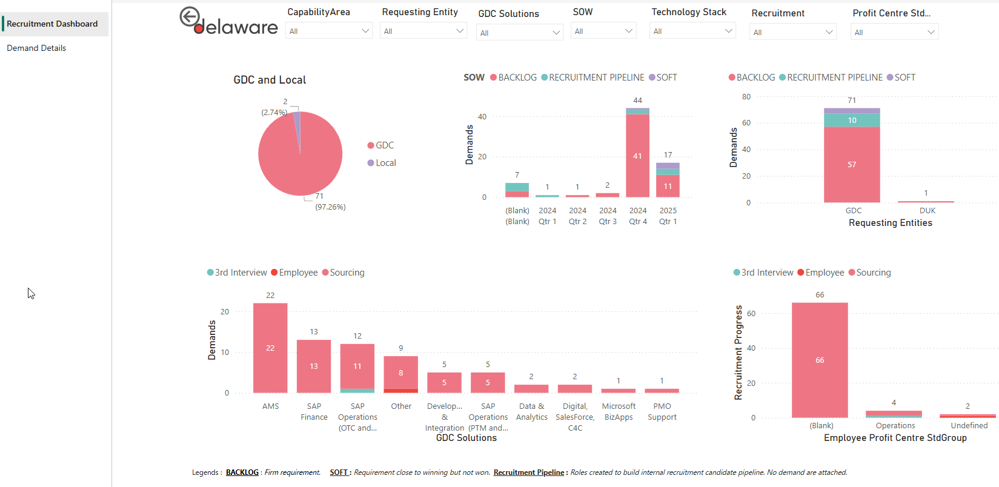 Recruitment Dashboard
Demand Details
delaware
CapabilityArea
All
Requesting Entity
All
GDC Solutions
All
SOW
All
Technology Stack
All
Recruitment
All
Profit Centre Std...
All
GDC and Local
2
(2.74%)
71
(97.26%)
GDC
Local
SOW BACKLOG RECRUITMENT PIPELINE SOFT
Demands
40
20
0
7
1
1
2
44
41
17
11
(Blank) 2024 2024 2024 2024 2025
(Blank) Qtr 1 Qtr 2 Qtr 3 Qtr 4 Qtr 1
BACKLOG RECRUITMENT PIPELINE SOFT
Demands
80
60
40
20
0
71
10
57
1
GDC DUK
Requesting Entities
3rd Interview Employee Sourcing
Demands
20
10
0
22
22
13
13
12
11
9
8
5
5
5
5
2
2
1
1
AMS
SAP
Finance
SAP
Operations
(OTC and...
Other
Develop...
&
Integration
SAP
Operations
(PTM and...
Data &
Analytics
Digital,
SalesForce,
C4C
Microsoft
BizApps
PMO
Support
GDC Solutions
3rd Interview Employee Sourcing
Recruitment Progress
60
40
20
0
66
66
4
2
(Blank) Operations Undefined
Employee Profit Centre StdGroup
Legends : BACKLOG : Firm requirement. SOFT : Requirement close to winning but not won. Recruitment Pipeline : Roles created to build internal recruitment candidate pipeline. No demand are attached.